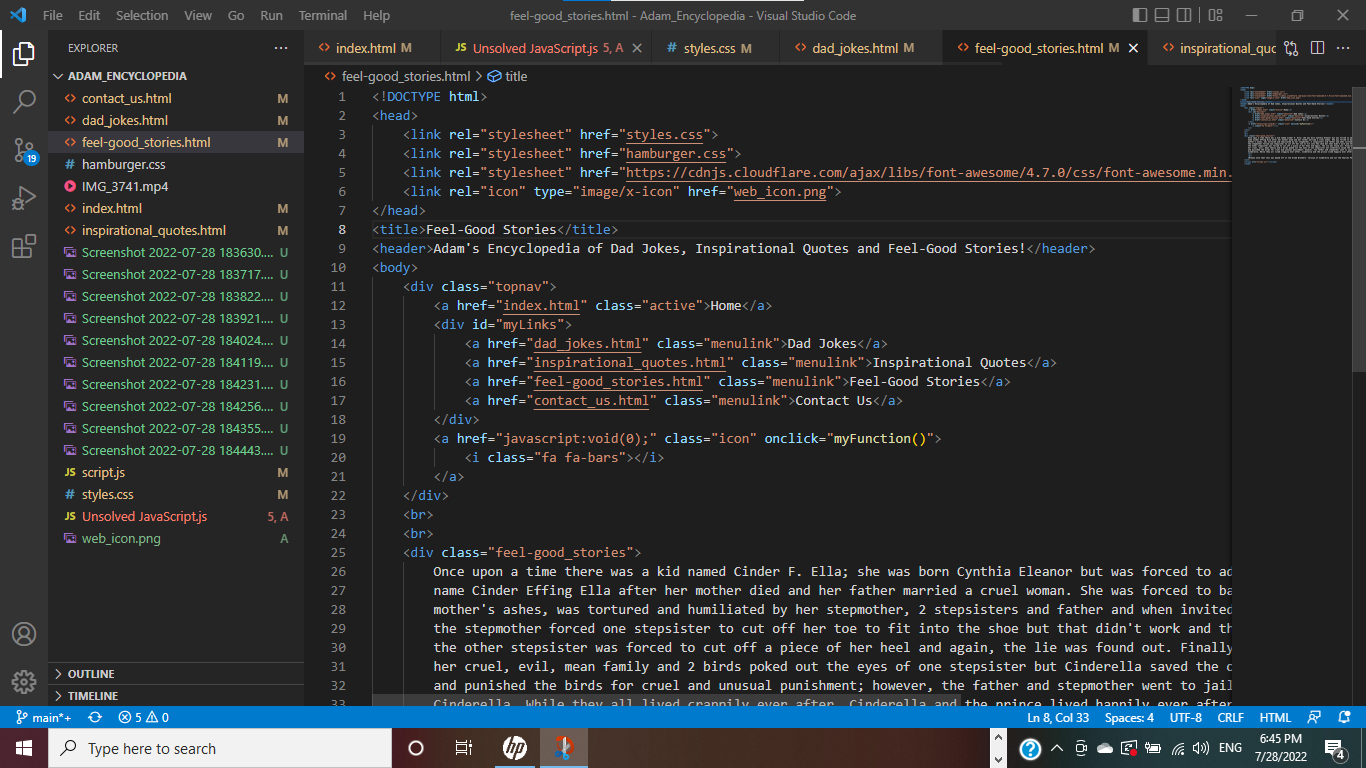 File Edit Selection View Go Run Terminal Help
feel-good_stories.html - Adam_Encyclopedia - Visual Studio Code
EXPLORER
index.html M
JS Unsolved JavaScript.js 5, A
# styles.css M
dad_jokes.html M
feel-good_stories.html M
inspirational_quo
ADAM_ENCYCLOPEDIA
contact_us.html M
dad_jokes.html M
feel-good_stories.html M
# hamburger.css
IMG_3741.mp4
index.html M
inspirational_quotes.html M
Screenshot 2022-07-28 183630.... U
Screenshot 2022-07-28 183717.... U
Screenshot 2022-07-28 183822.... U
Screenshot 2022-07-28 183921.... U
Screenshot 2022-07-28 184024.... U
Screenshot 2022-07-28 184119.... U
Screenshot 2022-07-28 184231.... U
Screenshot 2022-07-28 184256.... U
Screenshot 2022-07-28 184355.... U
Screenshot 2022-07-28 184443.... U
JS script.js M
# styles.css M
JS Unsolved JavaScript.js 5, A
web_icon.png A
OUTLINE
TIMELINE
19
feel-good_stories.html > title
1 <!DOCTYPE html>
2 <head>
3 <link rel="stylesheet" href="styles.css">
4 <link rel="stylesheet" href="hamburger.css">
5 <link rel="stylesheet" href="https://cdnjs.cloudflare.com/ajax/libs/font-awesome/4.7.0/css/font-awesome.min.
6 <link rel="icon" type="image/x-icon" href="web_icon.png">
7 </head>
8 <title>Feel-Good Stories</title>
9 <header>Adam's Encyclopedia of Dad Jokes, Inspirational Quotes and Feel-Good Stories!</header>
10 <body>
11 <div class="topnav">
12 <a href="index.html" class="active">Home</a>
13 <div id="myLinks">
14 <a href="dad_jokes.html" class="menulink">Dad Jokes</a>
15 <a href="inspirational_quotes.html" class="menulink">Inspirational Quotes</a>
16 <a href="feel-good_stories.html" class="menulink">Feel-Good Stories</a>
17 <a href="contact_us.html" class="menulink">Contact Us</a>
18 </div>
19 <a href="javascript:void(0);" class="icon" onclick="myFunction()">
20 <i class="fa fa-bars"></i>
21 </a>
22 </div>
23 <br>
24 <br>
25 <div class="feel-good_stories">
26 Once upon a time there was a kid named Cinder F. Ella; she was born Cynthia Eleanor but was forced to ad
27 name Cinder Effing Ella after her mother died and her father married a cruel woman. She was forced to ba
28 mother's ashes, was tortured and humiliated by her stepmother, 2 stepsisters and father and when invited
29 the stepmother forced one stepsister to cut off her toe to fit into the shoe but that didn't work and th
30 the other stepsister was forced to cut off a piece of her heel and again, the lie was found out. Finally
31 her cruel, evil, mean family and 2 birds poked out the eyes of one stepsister but Cinderella saved the
32 and punished the birds for cruel and unusual punishment; however, the father and stepmother went to jail
33 Cinderella. While they all lived crappily ever after, Cinderella and the prince lived happily ever after
main*+ 5 0
Ln 8, Col 33 Spaces: 4 UTF-8 CRLF HTML
Type here to search
hp
ENG
6:45 PM
7/28/2022
4